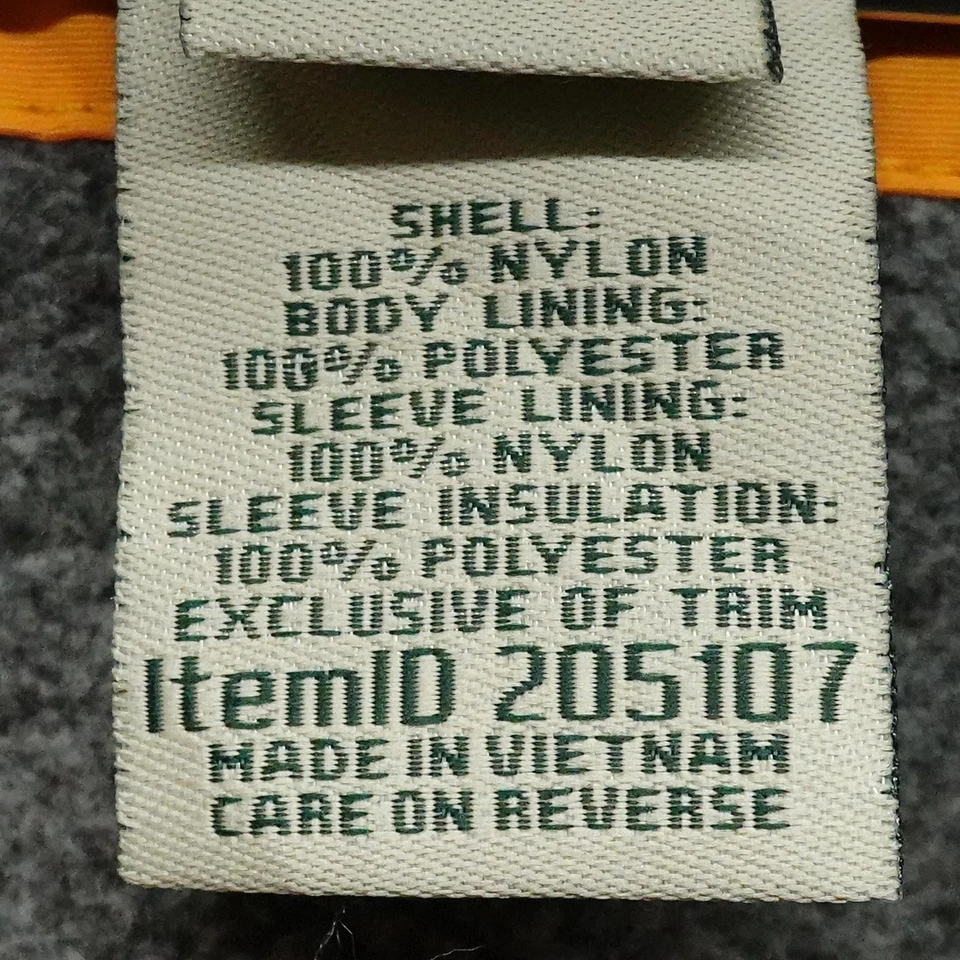 SHELL:
100% NYLON
BODY LINING:
100% POLYESTER
SLEEVE LINING:
100% NYLON
SLEEVE INSULATION:
100% POLYESTER
EXCLUSIVE OF TRIM
ItemID 205107
MADE IN VIETNAM
CARE ON REVERSE